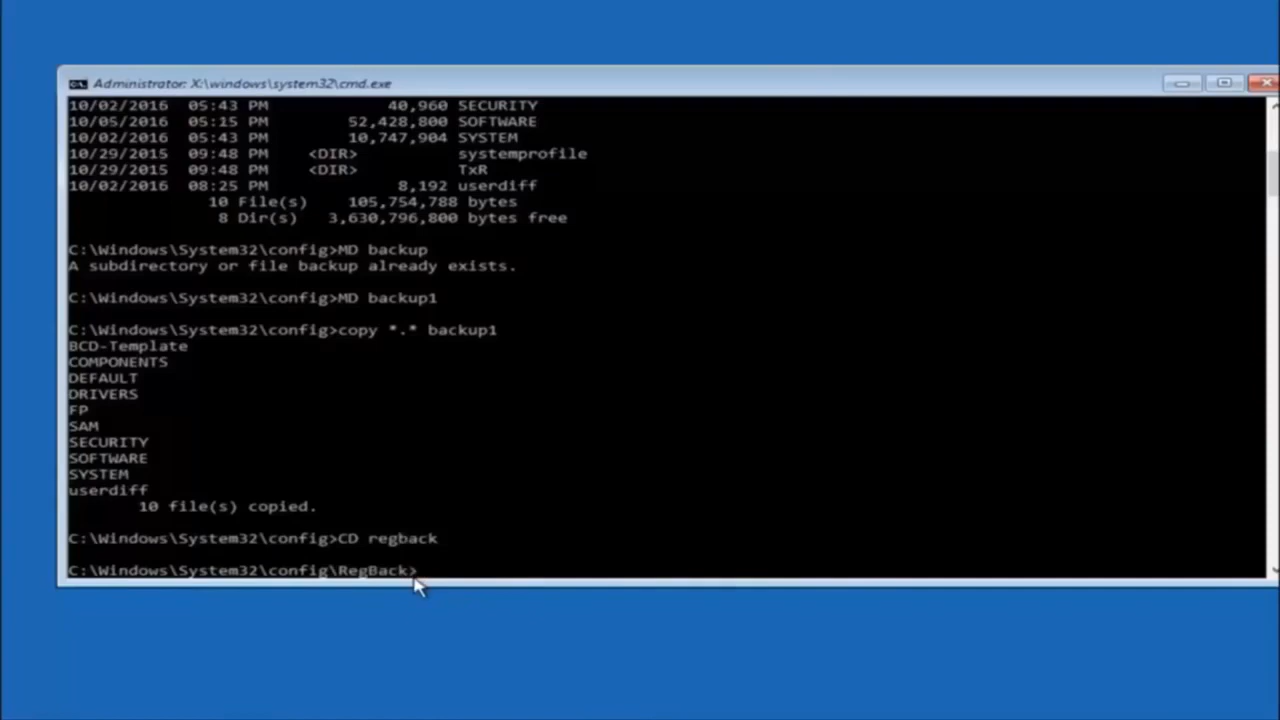 Administrator: X:\windows\system32\cmd.exe
10/02/2016 05:43 PM 40,960 SECURITY
10/05/2016 05:15 PM 52,428,800 SOFTWARE
10/02/2016 05:43 PM 10,747,904 SYSTEM
10/29/2015 09:48 PM <DIR> systemprofile
10/29/2015 09:48 PM <DIR> TxR
10/02/2016 08:25 PM 8,192 userdiff
10 File(s) 105,754,788 bytes
8 Dir(s) 3,630,796,800 bytes free
C:\Windows\System32\config>MD backup
A subdirectory or file backup already exists.
C:\Windows\System32\config>MD backup1
C:\Windows\System32\config>copy *.* backup1
BCD-Template
COMPONENTS
DEFAULT
DRIVERS
FP
SAM
SECURITY
SOFTWARE
SYSTEM
userdiff
10 file(s) copied.
C:\Windows\System32\config>CD regback
C:\Windows\System32\config\RegBack>